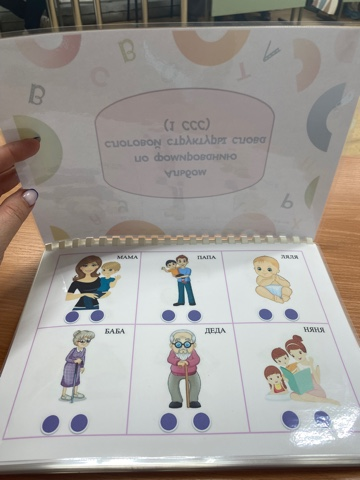 Альбом
по формированию
слоговой структуры слова
(1 ССС)
МАМА
ПАПА
ЛЯЛЯ
БАБА
ДЕДА
НЯНЯ